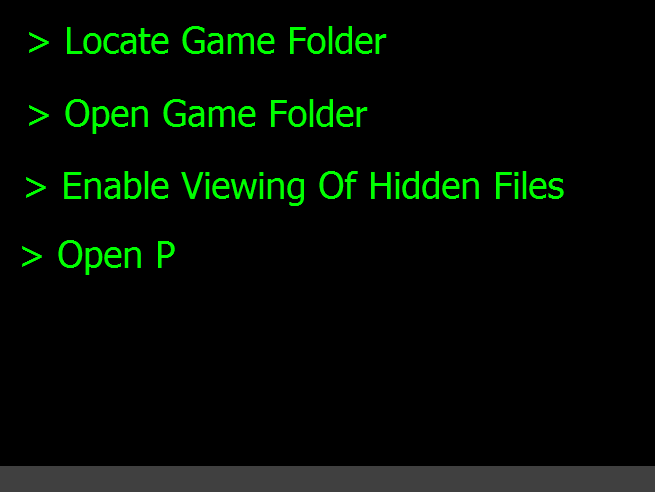 > Locate Game Folder
> Open Game Folder
> Enable Viewing Of Hidden Files
> Open P